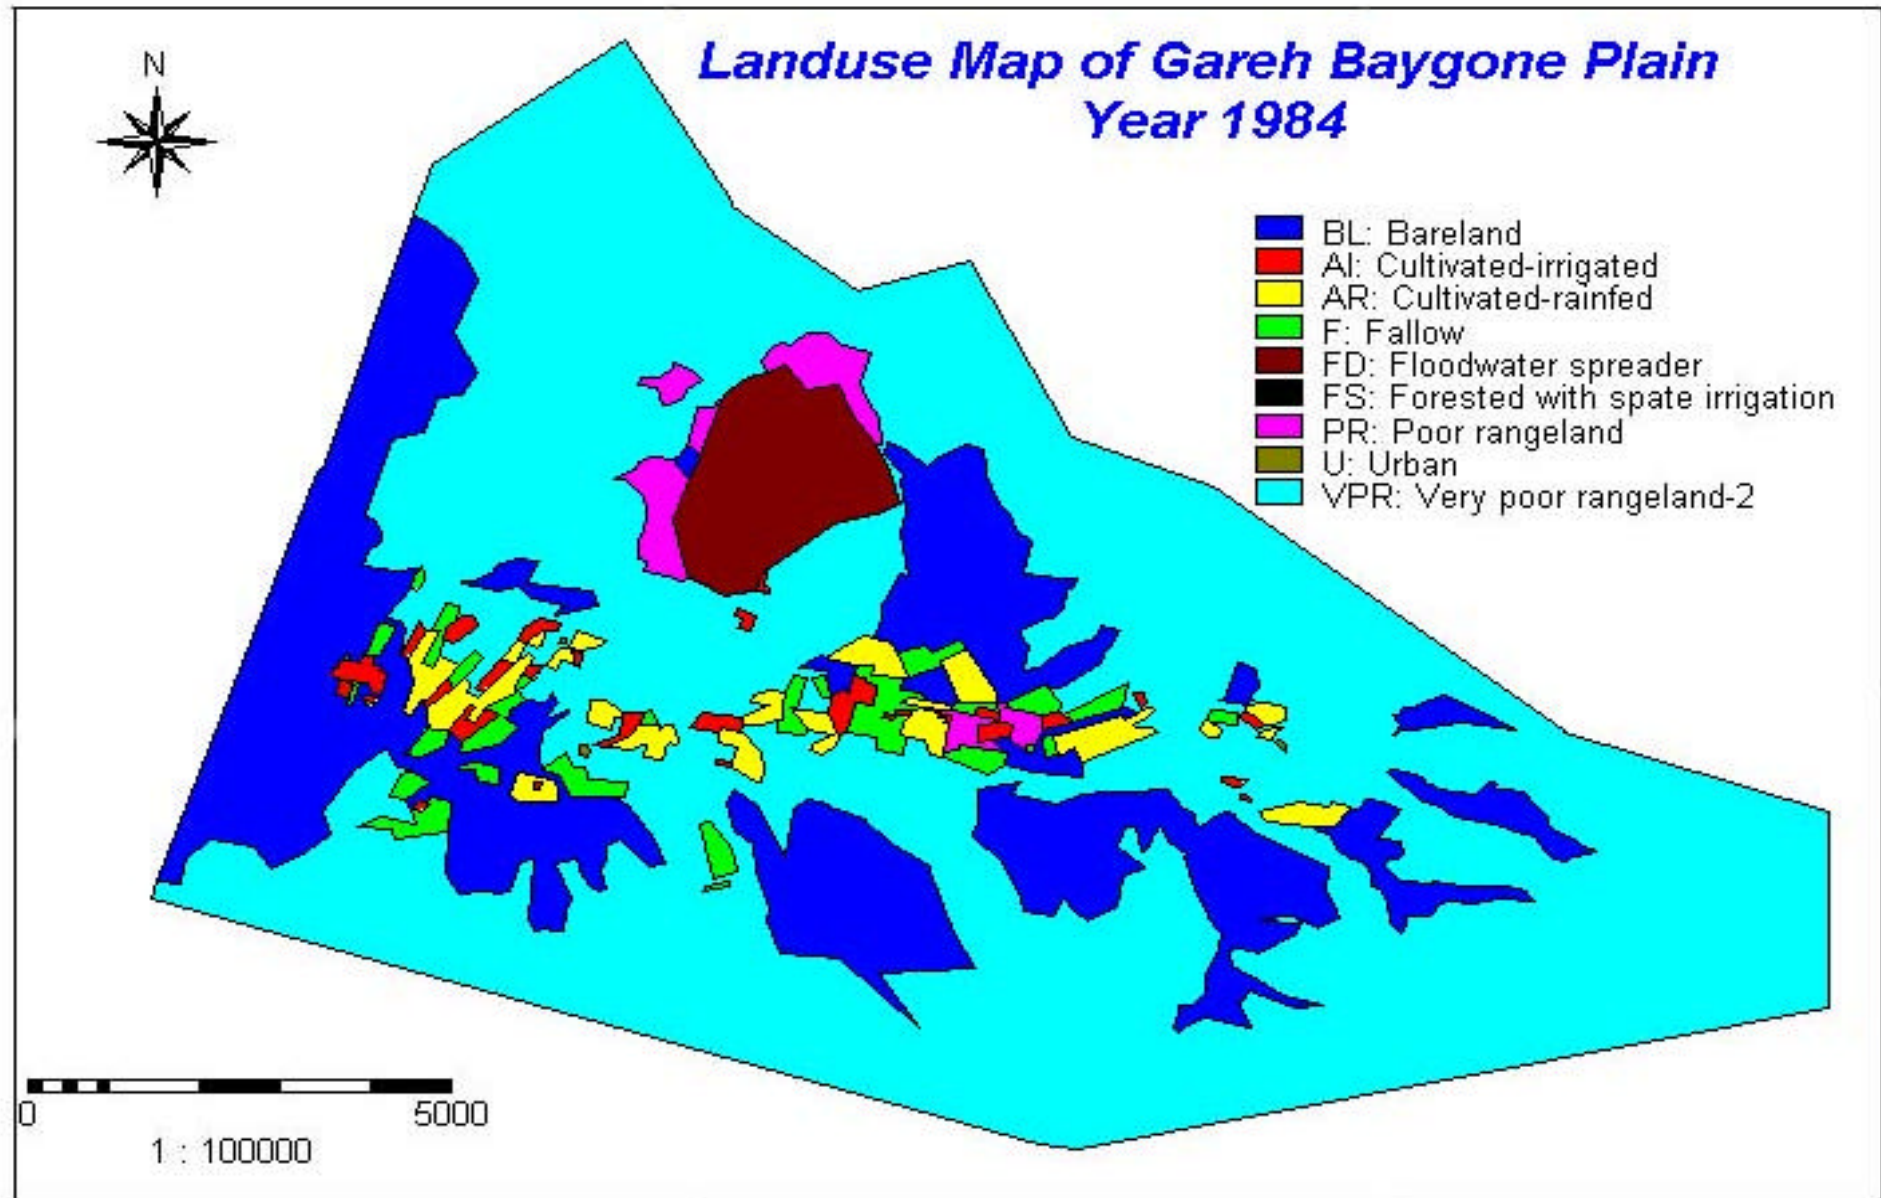 Landuse Map of Gareh Baygone Plain
Year 1984
N
BL: Bareland
AI: Cultivated-irrigated
AR: Cultivated-rainfed
F: Fallow
FD: Floodwater spreader
FS: Forested with spate irrigation
PR: Poor rangeland
U: Urban
VPR: Very poor rangeland-2
0 5000
1 : 100000